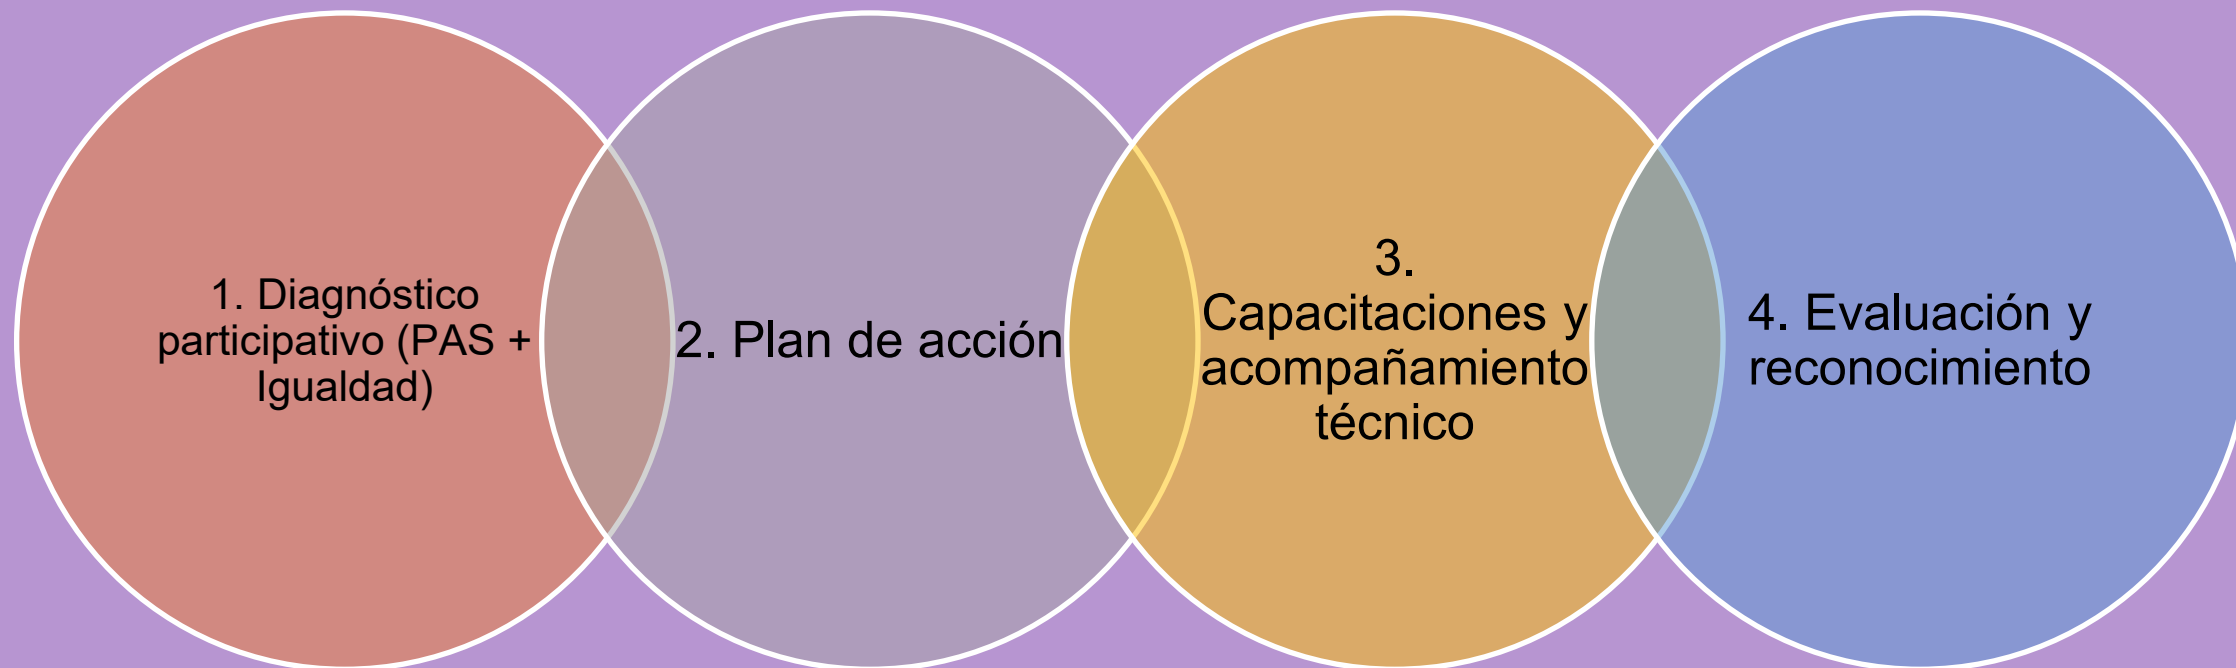 1. Diagnóstico
participativo (PAS +
Igualdad)
2. Plan de acción
3.
Capacitaciones y
acompañamiento
técnico
4. Evaluación y
reconocimiento